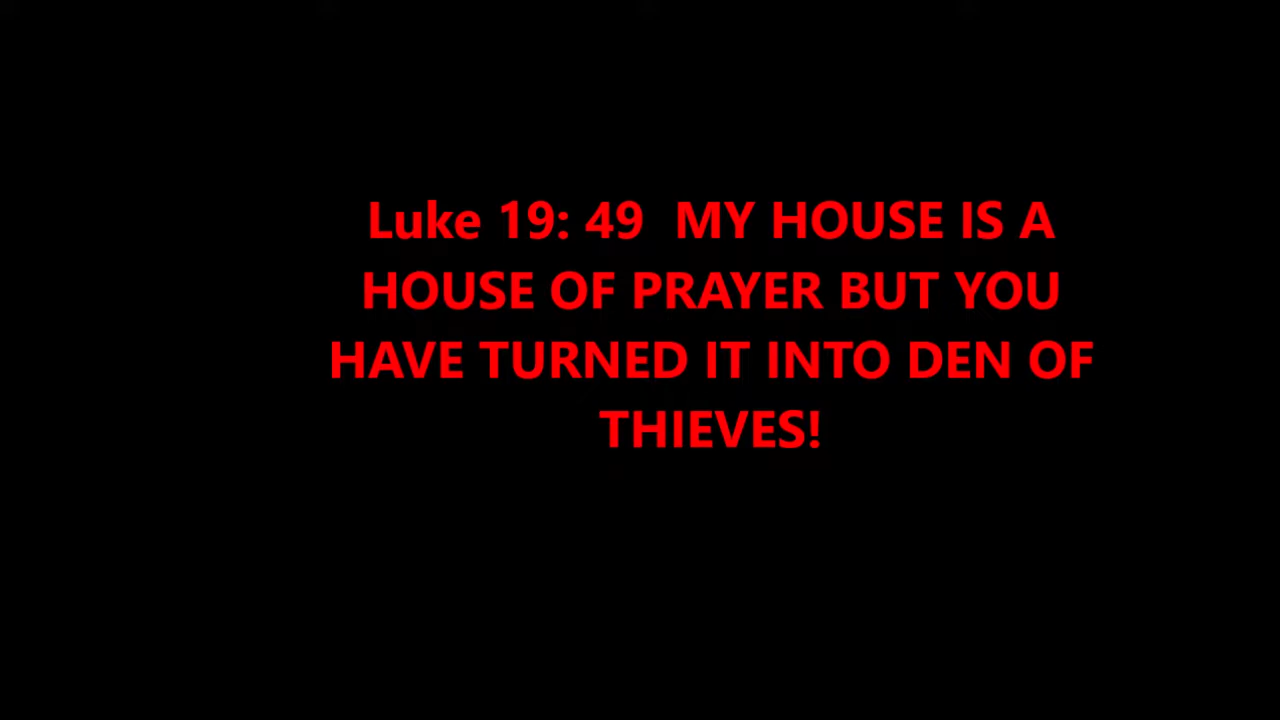 Luke 19: 49  MY HOUSE IS A
HOUSE OF PRAYER BUT YOU
HAVE TURNED IT INTO DEN OF
THIEVES!